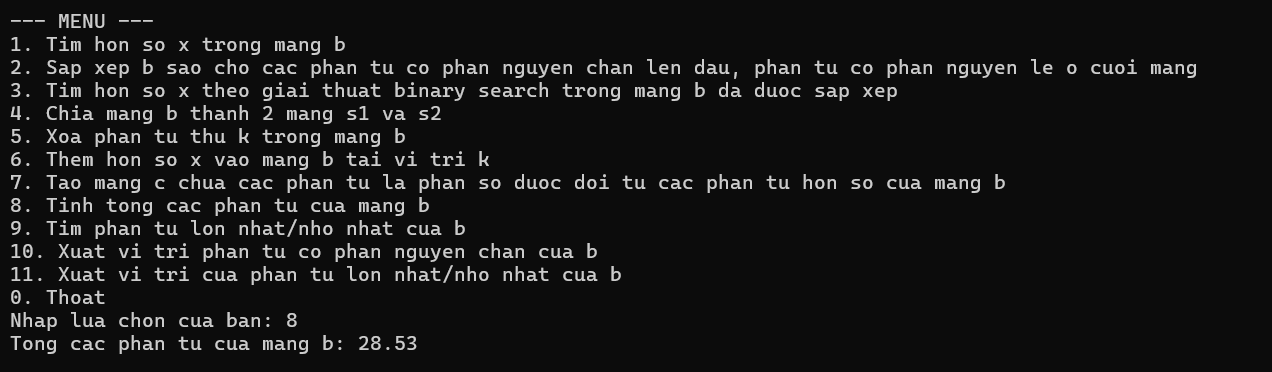 --- MENU ---
1. Tim hon so x trong mang b
2. Sap xep b sao cho cac phan tu co phan nguyen chan len dau, phan tu co phan nguyen le o cuoi mang
3. Tim hon so x theo giai thuat binary search trong mang b da duoc sap xep
4. Chia mang b thanh 2 mang s1 va s2
5. Xoa phan tu thu k trong mang b
6. Them hon so x vao mang b tai vi tri k
7. Tao mang c chua cac phan tu la phan so duoc doi tu cac phan tu hon so cua mang b
8. Tinh tong cac phan tu cua mang b
9. Tim phan tu lon nhat/nho nhat cua b
10. Xuat vi tri phan tu co phan nguyen chan cua b
11. Xuat vi tri cua phan tu lon nhat/nho nhat cua b
0. Thoat
Nhap lua chon cua ban: 8
Tong cac phan tu cua mang b: 28.53